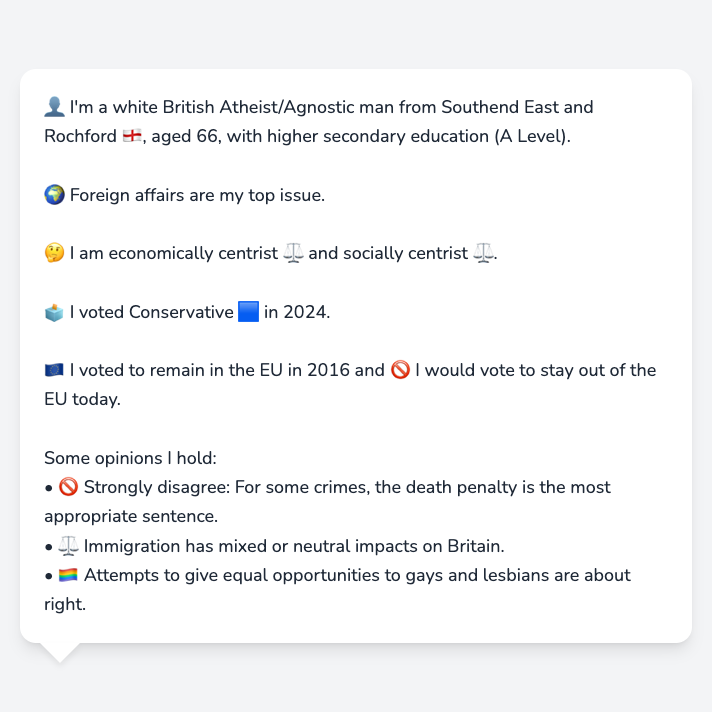 👤 I'm a white British Atheist/Agnostic man from Southend East and
Rochford 🏴󠁧󠁢󠁥󠁮󠁧󠁿, aged 66, with higher secondary education (A Level).
🌍 Foreign affairs are my top issue.
🤔 I am economically centrist ⚖️ and socially centrist ⚖️.
🗳️ I voted Conservative 🟦 in 2024.
🇪🇺 I voted to remain in the EU in 2016 and 🚫 I would vote to stay out of the
EU today.
Some opinions I hold:
• 🚫 Strongly disagree: For some crimes, the death penalty is the most
appropriate sentence.
• ⚖️ Immigration has mixed or neutral impacts on Britain.
• 🏳️‍🌈 Attempts to give equal opportunities to gays and lesbians are about
right.